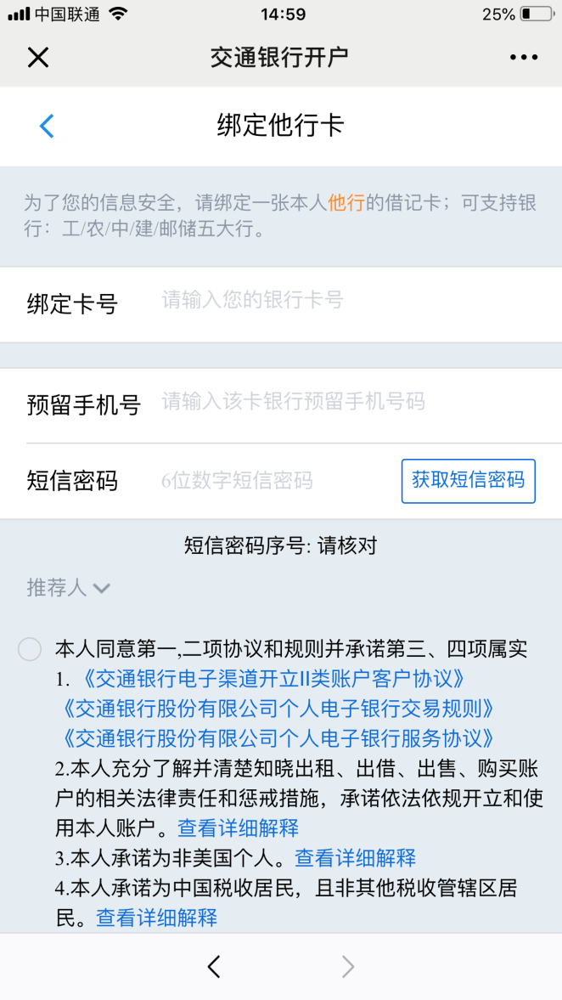 中国联通
14:59
25%
交通银行开户
绑定他行卡
为了您的信息安全，请绑定一张本人他行的借记卡；可支持银
行：工/农/中/建/邮储五大行。
绑定卡号 请输入您的银行卡号
预留手机号 请输入该卡银行预留手机号码
短信密码 6位数字短信密码 获取短信密码
短信密码序号: 请核对
推荐人
本人同意第一,二项协议和规则并承诺第三、四项属实
1. 《交通银行电子渠道开立II类账户客户协议》
《交通银行股份有限公司个人电子银行交易规则》
《交通银行股份有限公司个人电子银行服务协议》
2.本人充分了解并清楚知晓出租、出借、出售、购买账
户的相关法律责任和惩戒措施，承诺依法依规开立和使
用本人账户。查看详细解释
3.本人承诺为非美国个人。查看详细解释
4.本人承诺为中国税收居民，且非其他税收管辖区居
民。查看详细解释